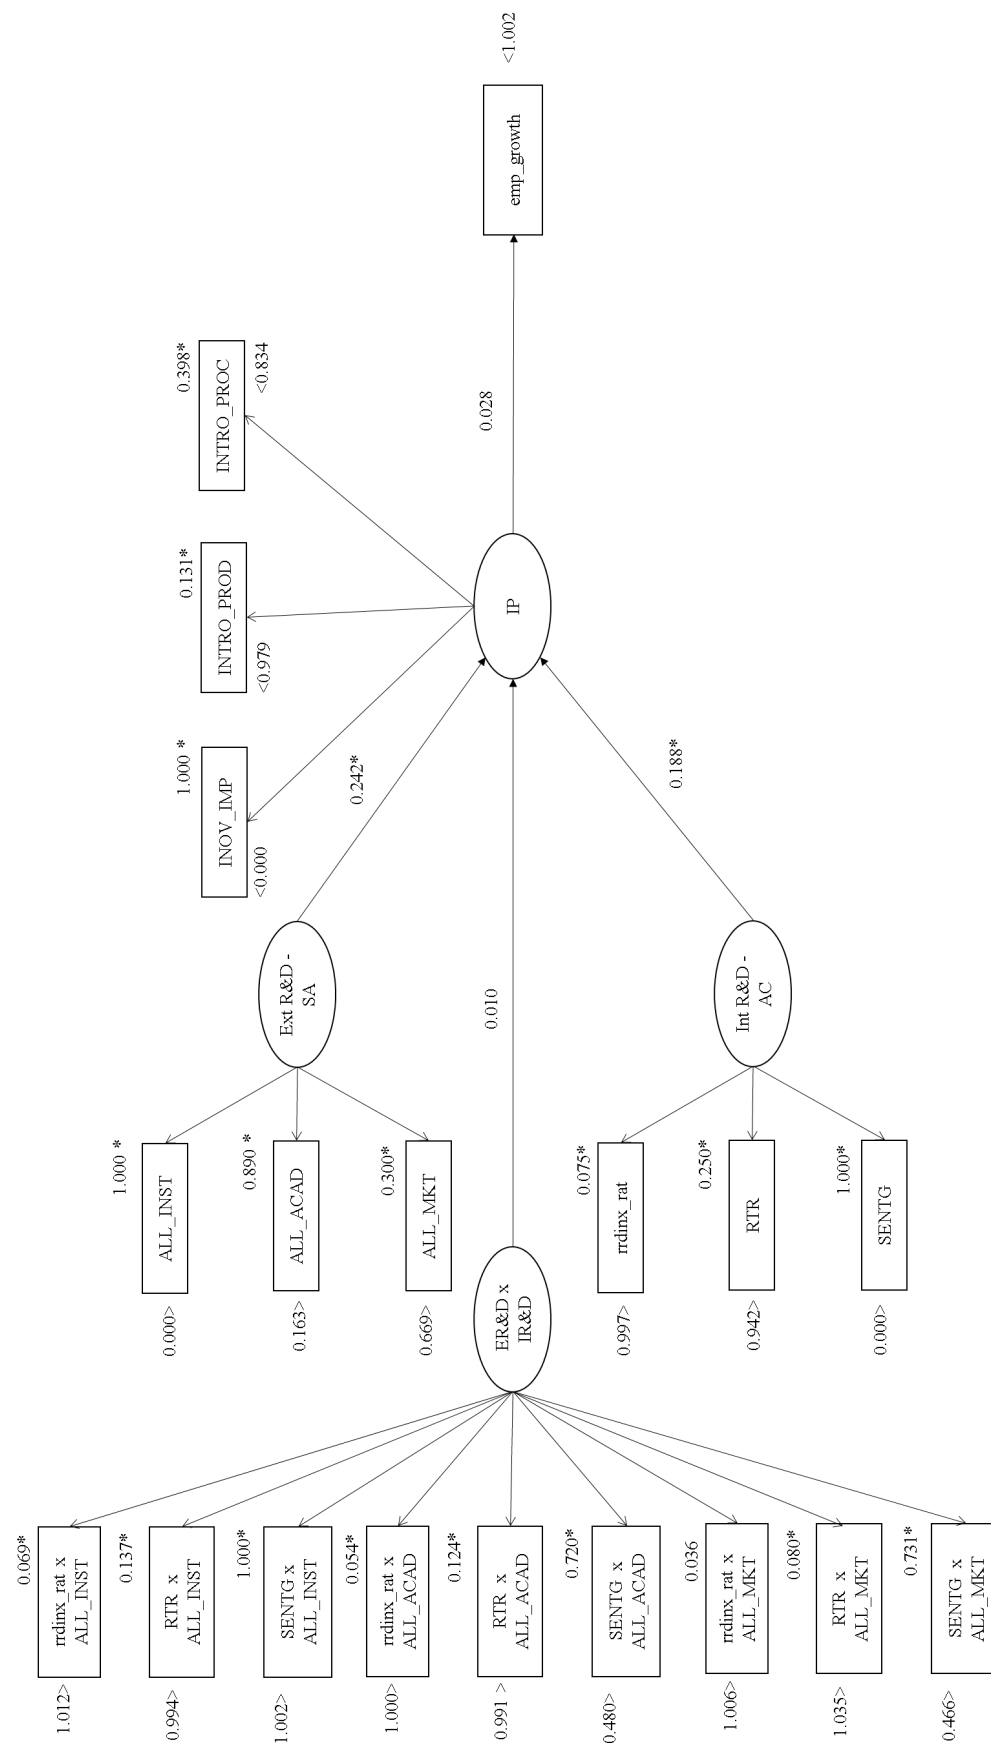 0.069*
rrdinx_rat x
ALL_INST
1.012>
0.137*
RTR x
ALL_INST
0.994>
1.000*
SENTG x
ALL_INST
1.002>
0.054*
rrdinx_rat x
ALL_ACAD
1.000>
0.124*
RTR x
ALL_ACAD
0.991 >
0.720*
SENTG x
ALL_ACAD
0.480>
0.036
rrdinx_rat x
ALL_MKT
1.006>
0.080*
RTR x
ALL_MKT
1.035>
0.731*
SENTG x
ALL_MKT
0.466>
ER&D x
IR&D
1.000 *
ALL_INST
0.000>
0.890 *
ALL_ACAD
0.163>
0.300*
ALL_MKT
0.669>
0.075*
rrdinx_rat
0.997>
0.250*
RTR
0.942>
1.000*
SENTG
0.000>
Ext R&D -
SA
Int R&D -
AC
0.242*
0.010
0.188*
1.000 *
INOV_IMP
<0.000
0.131*
INTRO_PROD
<0.979
0.398*
INTRO_PROC
<0.834
IP
0.028
emp_growth
<1.002